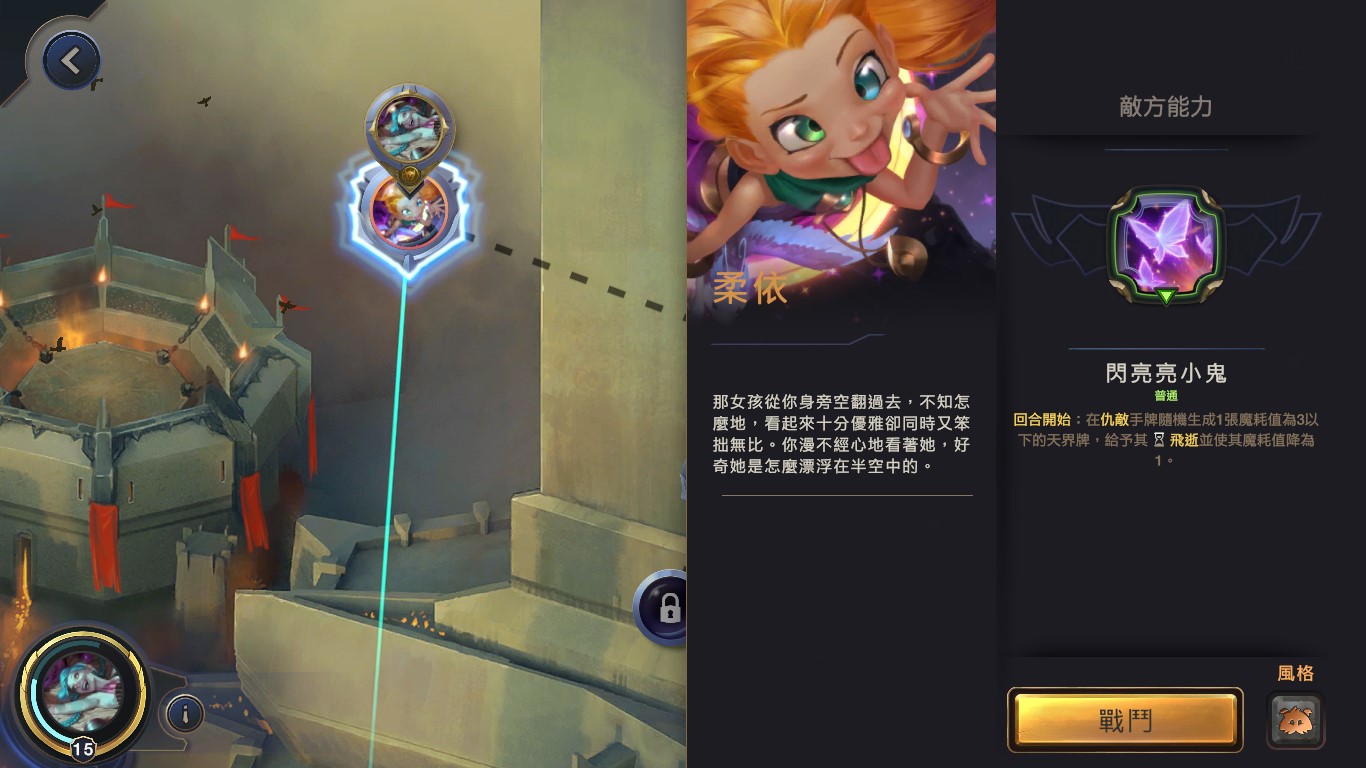 15
柔依
那女孩從你身旁空翻過去，不知怎
麼地，看起來十分優雅卻同時又笨
拙無比。你漫不經心地看著她，好
奇她是怎麼漂浮在半空中的。
敵方能力
閃亮亮小鬼
普通
回合開始：在仇敵手牌隨機生成1張魔耗值為3以
下的天界牌，給予其飛逝並使其魔耗值降為
1。
風格
戰鬥